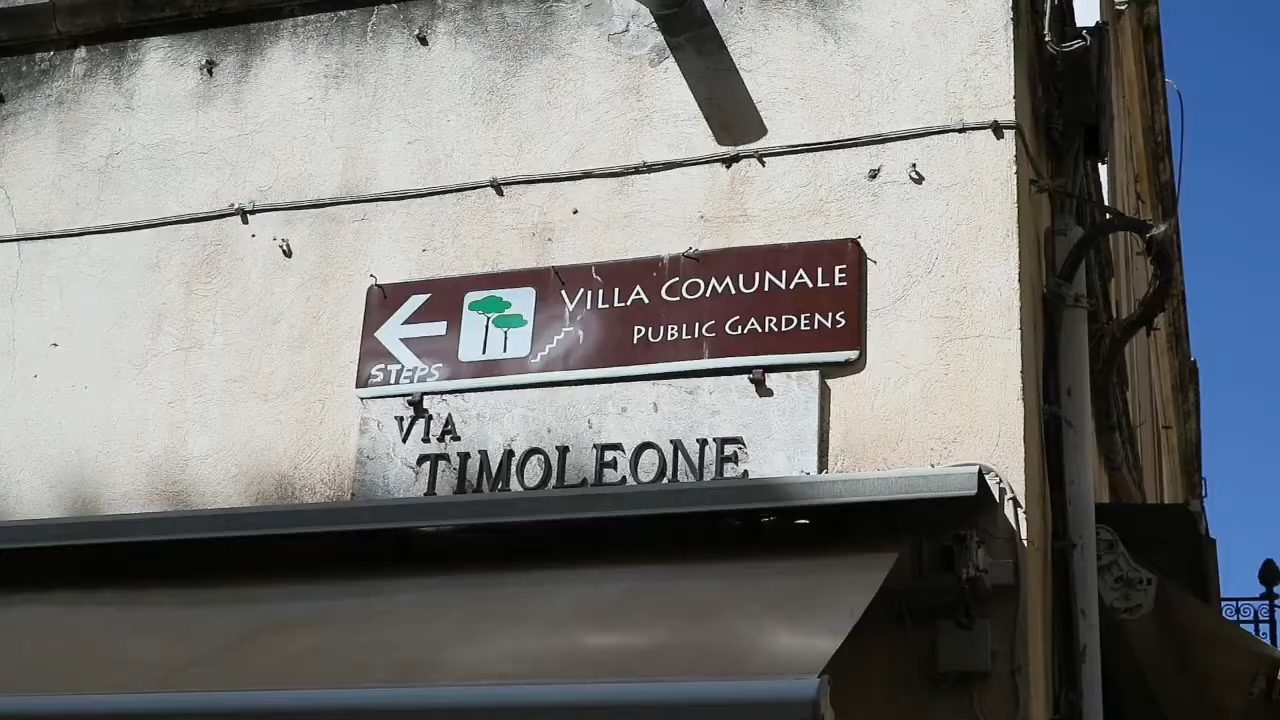 VILLA COMUNALE
PUBLIC GARDENS
STEPS
VIA
TIMOLEONE